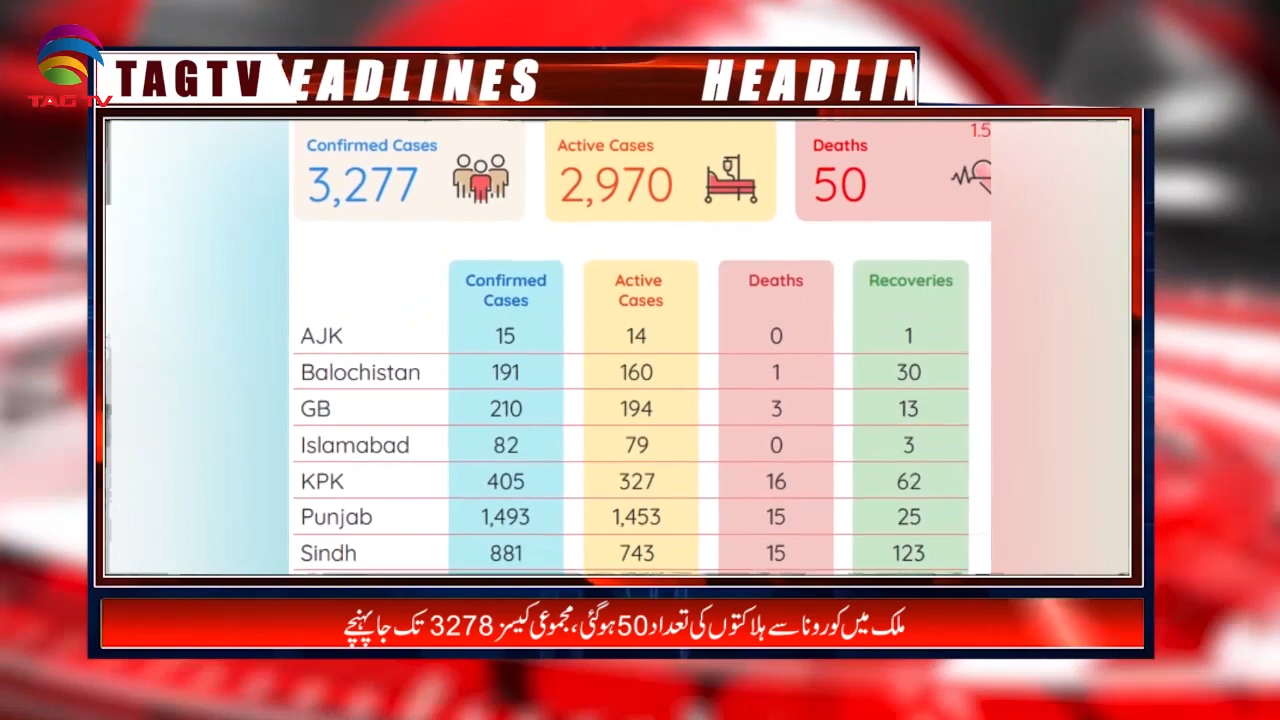 TAG TV
TAGTV
EADLINES
HEADLIN
Confirmed Cases
3,277
Active Cases
2,970
1.5
Deaths
50
Confirmed Cases Active Cases Deaths Recoveries
AJK 15 14 0 1
Balochistan 191 160 1 30
GB 210 194 3 13
Islamabad 82 79 0 3
KPK 405 327 16 62
Punjab 1,493 1,453 15 25
Sindh 881 743 15 123
ملک میں کورونا سے ہلاکتوں کی تعداد 50 ہوگئی، مجموعی کیسز 3278 تک جا پہنچے